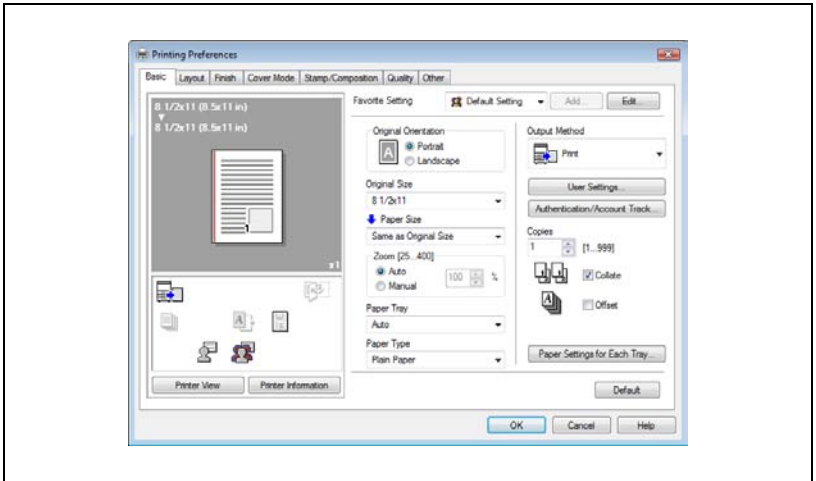 Printing Preferences
Basic Layout Finish Cover Mode Stamp/Composition Quality Other
8 1/2x11 (8.5x11 in)
8 1/2x11 (8.5x11 in)
1
x1
Printer View Printer Information
Favorite Setting Default Setting Add... Edit...
Original Orientation
A Portrait
Landscape
Original Size
8 1/2x11
Paper Size
Same as Original Size
Zoom [25...400]
Auto
Manual
100 %
Paper Tray
Auto
Paper Type
Plain Paper
Output Method
Print
User Settings...
Authentication/Account Track...
Copies
1 [1...999]
Collate
Offset
Paper Settings for Each Tray...
Default
OK Cancel Help